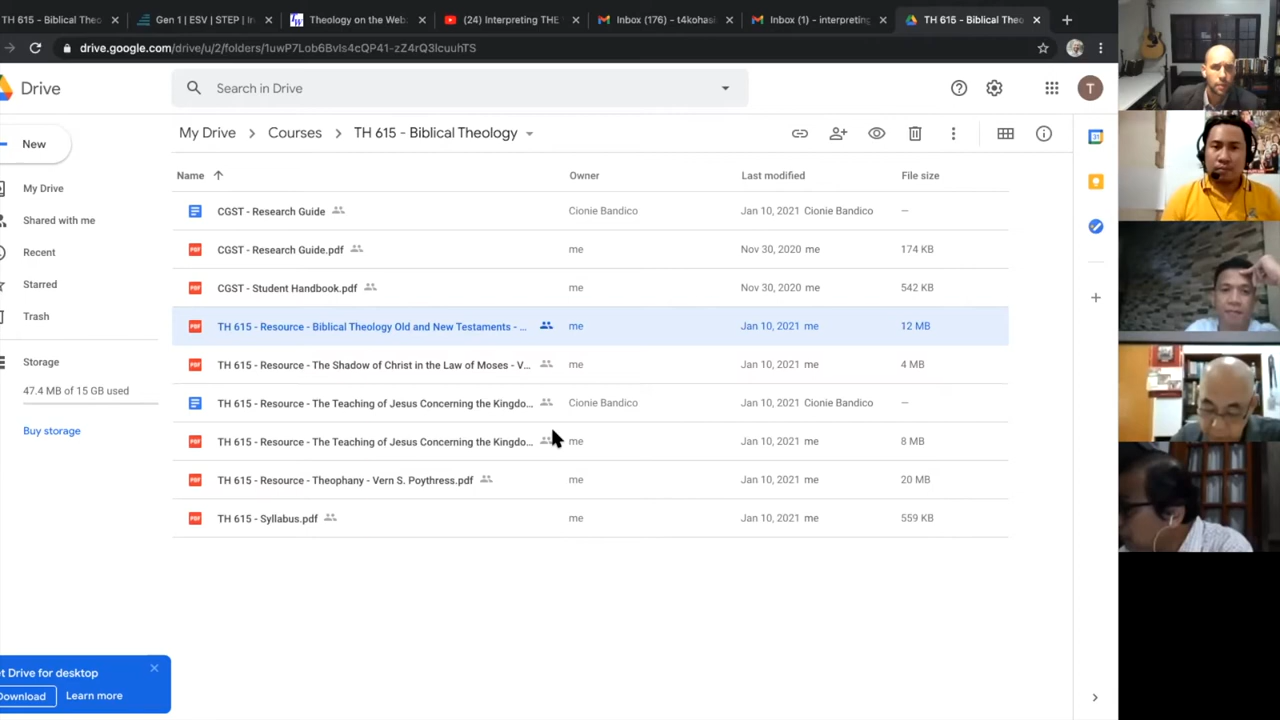 TH 615 - Biblical Theo
Gen 1 | ESV | STEP | In
Theology on the Web
(24) Interpreting THE
Inbox (176) - t4kohas
Inbox (1) - interpreting
TH 615 - Biblical Theo
drive.google.com/drive/u/2/folders/
Drive
Search in Drive
T
New
My Drive
Courses
TH 615 - Biblical Theology
Name
Owner
Last modified
File size
My Drive
Shared with me
Recent
Starred
Trash
Storage
47.4 MB of 15 GB used
Buy storage
CGST - Research Guide Cionie Bandico Jan 10, 2021 Cionie Bandico —
CGST - Research Guide.pdf me Nov 30, 2020 me 174 KB
CGST - Student Handbook.pdf me Nov 30, 2020 me 542 KB
TH 615 - Resource - Biblical Theology Old and New Testaments - ... me Jan 10, 2021 me 12 MB
TH 615 - Resource - The Shadow of Christ in the Law of Moses - V... me Jan 10, 2021 me 4 MB
TH 615 - Resource - The Teaching of Jesus Concerning the Kingdo... Cionie Bandico Jan 10, 2021 Cionie Bandico —
TH 615 - Resource - The Teaching of Jesus Concerning the Kingdo... me Jan 10, 2021 me 8 MB
TH 615 - Resource - Theophany - Vern S. Poythress.pdf me Jan 10, 2021 me 20 MB
TH 615 - Syllabus.pdf me Jan 10, 2021 me 559 KB
et Drive for desktop
Download
Learn more